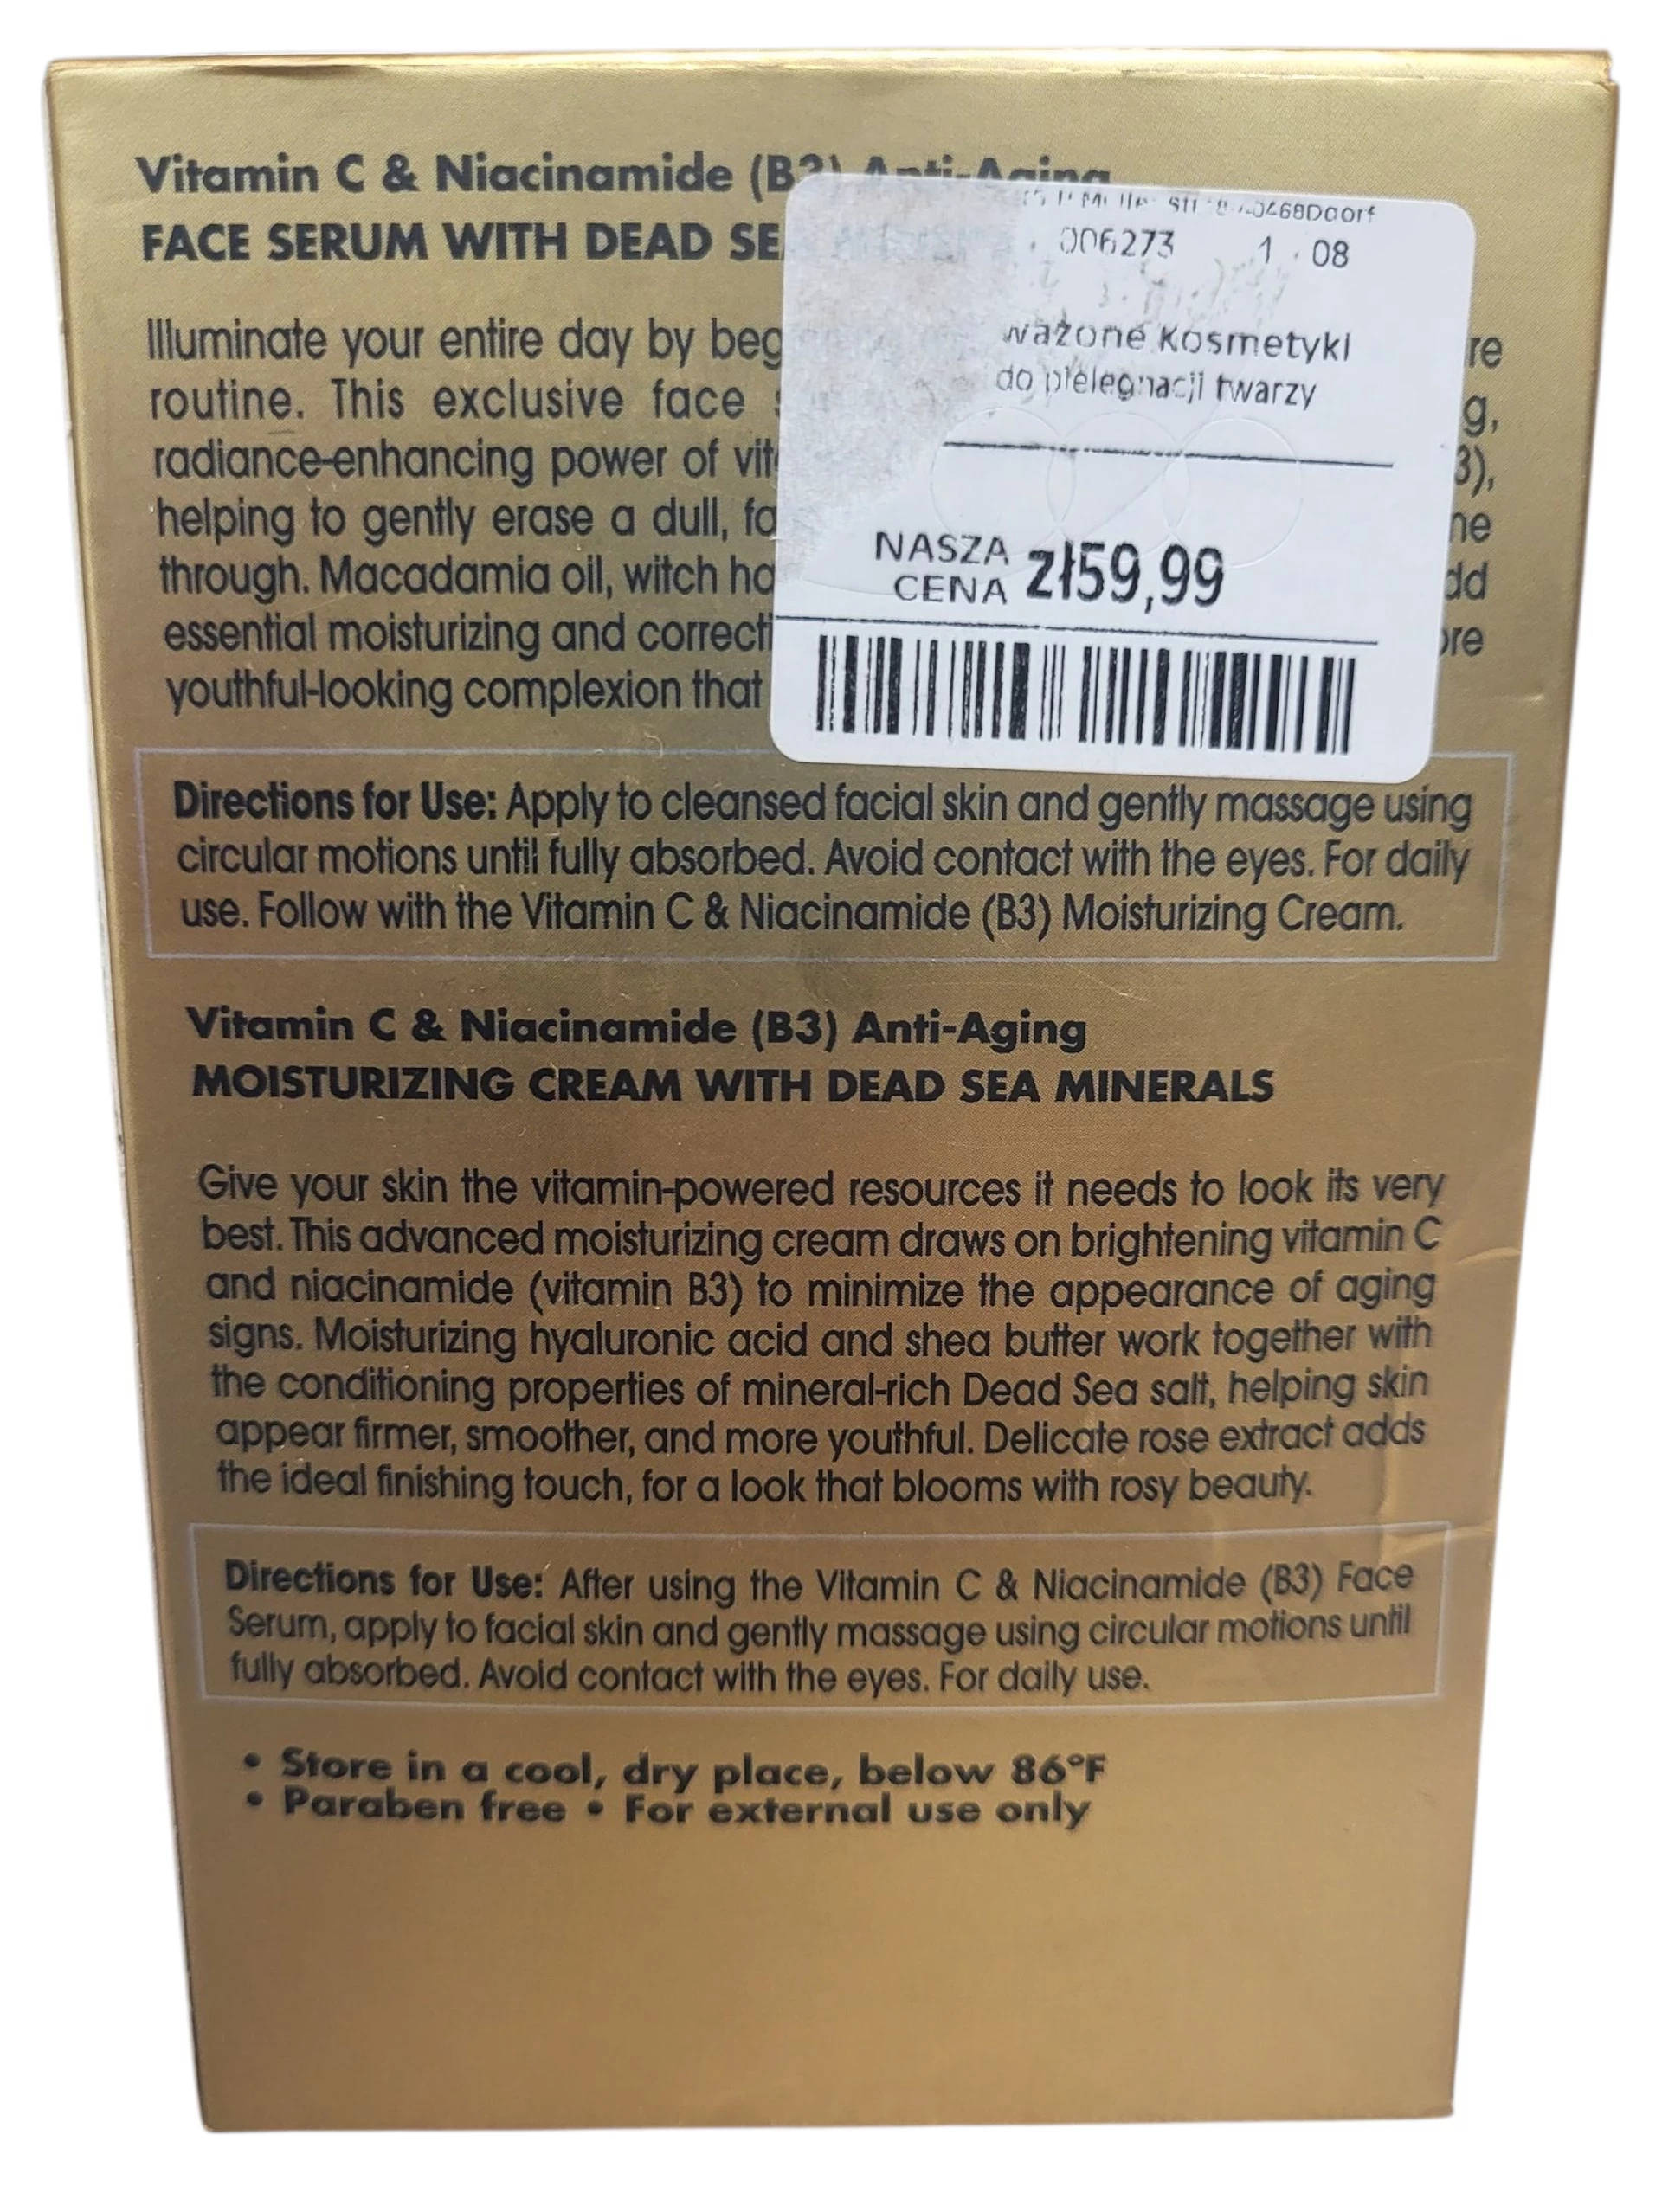 Vitamin C & Niacinamide (B3) Anti-Aging
FACE SERUM WITH DEAD SE
Illuminate your entire day by beg re
routine. This exclusive face g,
radiance-enhancing power of vit 3),
helping to gently erase a dull, fa ne
through. Macadamia oil, witch ha dd
essential moisturizing and correcti ore
youthful-looking complexion that
006273 1 08
ważone Kosmetyki
do pielęgnacji twarzy
NASZA
CENA zł59,99
Directions for Use: Apply to cleansed facial skin and gently massage using
circular motions until fully absorbed. Avoid contact with the eyes. For daily
use. Follow with the Vitamin C & Niacinamide (B3) Moisturizing Cream.
Vitamin C & Niacinamide (B3) Anti-Aging
MOISTURIZING CREAM WITH DEAD SEA MINERALS
Give your skin the vitamin-powered resources it needs to look its very
best. This advanced moisturizing cream draws on brightening vitamin C
and niacinamide (vitamin B3) to minimize the appearance of aging
signs. Moisturizing hyaluronic acid and shea butter work together with
the conditioning properties of mineral-rich Dead Sea salt, helping skin
appear firmer, smoother, and more youthful. Delicate rose extract adds
the ideal finishing touch, for a look that blooms with rosy beauty.
Directions for Use: After using the Vitamin C & Niacinamide (B3) Face
Serum, apply to facial skin and gently massage using circular motions until
fully absorbed. Avoid contact with the eyes. For daily use.
• Store in a cool, dry place, below 86°F
• Paraben free • For external use only